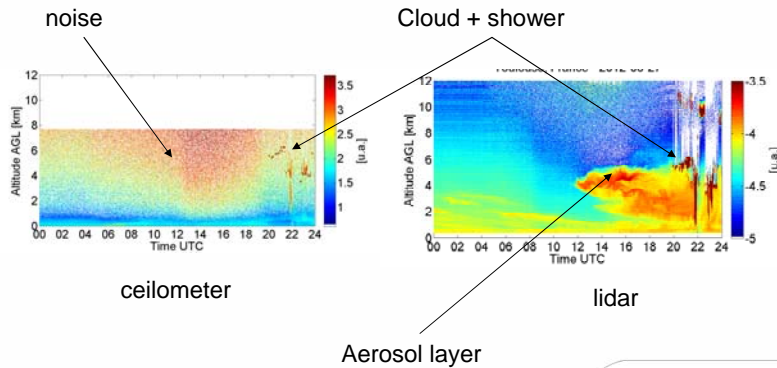 noise
Cloud + shower
12
10
8
6
4
2
0
Altitude AGL [km]
00 02 04 06 08 10 12 14 16 18 20 22 24
Time UTC
3.5
3
2.5
2
1.5
1
[u.a.]
ceilometer
12
10
8
6
4
2
0
Altitude AGL [km]
00 02 04 06 08 10 12 14 16 18 20 22 24
Time UTC
-3.5
-4
-4.5
-5
[u.a.]
lidar
Aerosol layer